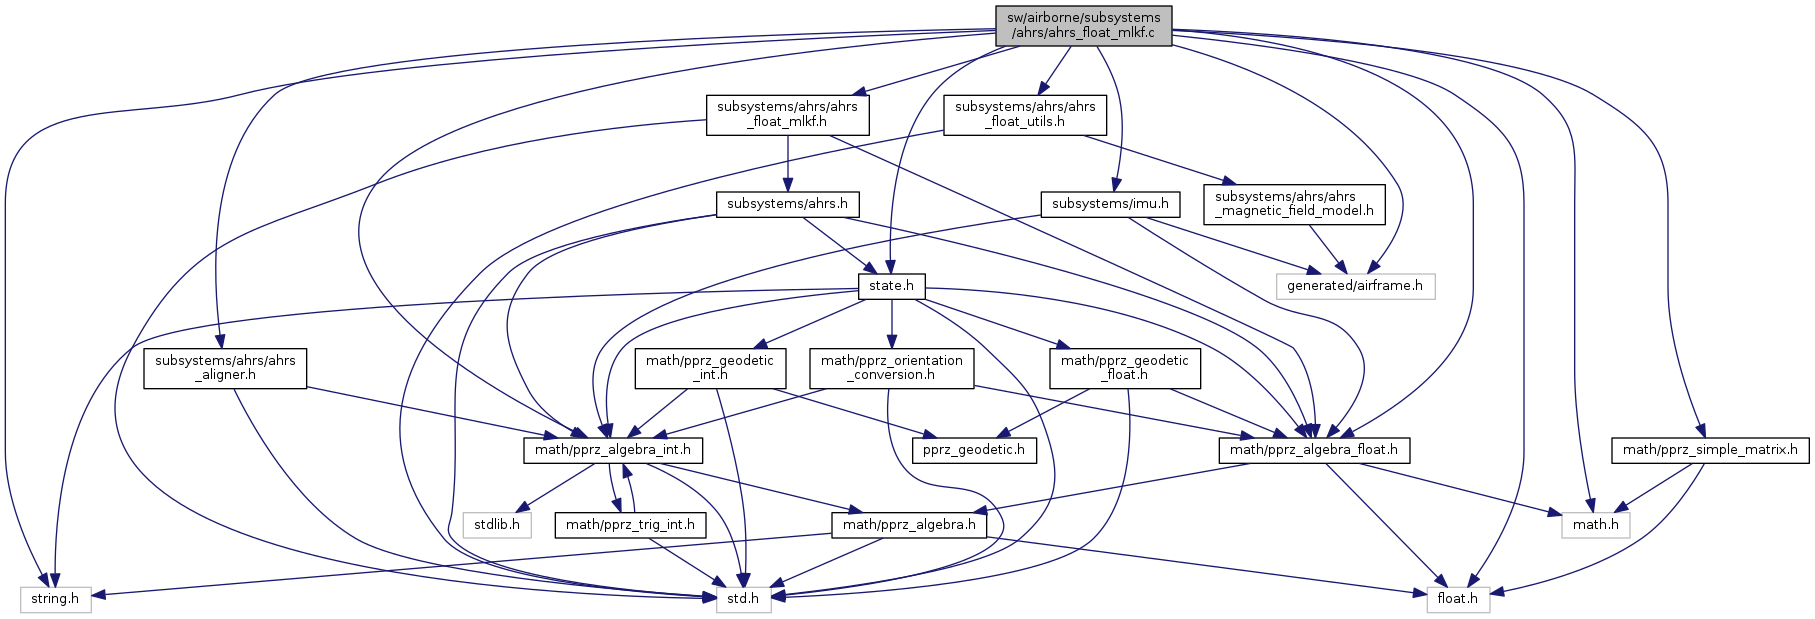 sw/airborne/subsystems
/ahrs/ahrs_float_mlkf.c
subsystems/ahrs/ahrs
_float_mlkf.h
subsystems/ahrs/ahrs
_float_utils.h
subsystems/ahrs.h
subsystems/imu.h
subsystems/ahrs/ahrs
_magnetic_field_model.h
state.h
generated/airframe.h
subsystems/ahrs/ahrs
_aligner.h
math/pprz_geodetic
_int.h
math/pprz_orientation
_conversion.h
math/pprz_geodetic
_float.h
math/pprz_algebra_int.h
pprz_geodetic.h
math/pprz_algebra_float.h
math/pprz_simple_matrix.h
stdlib.h
math/pprz_trig_int.h
math/pprz_algebra.h
math.h
string.h
std.h
float.h